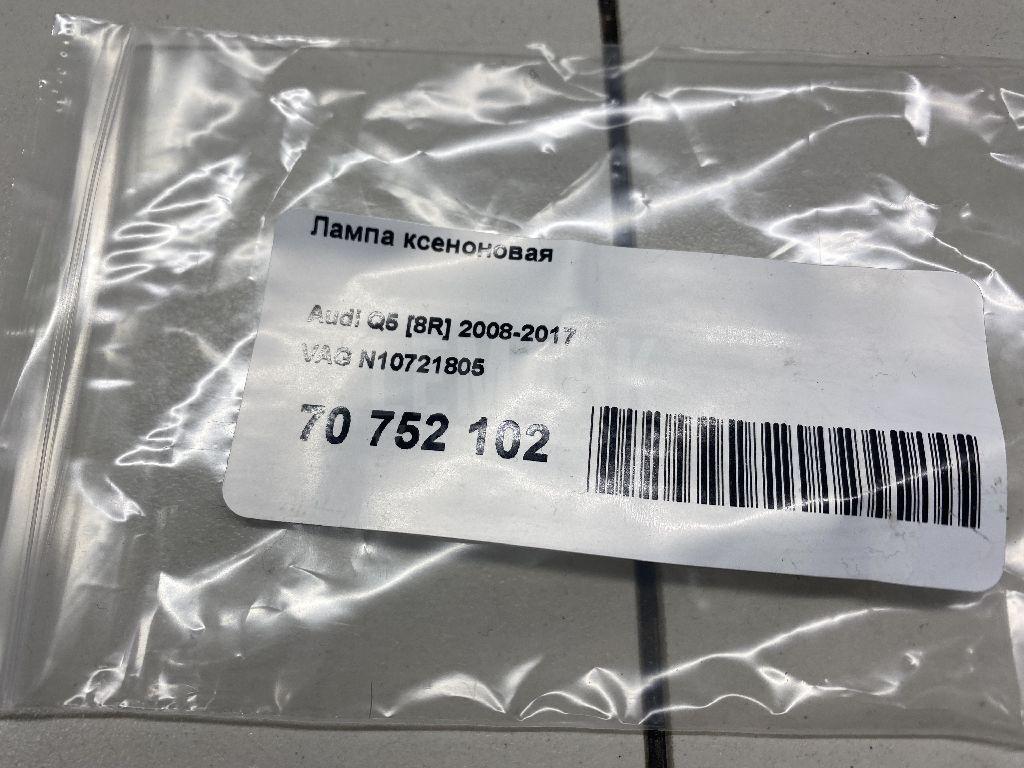 Лампа ксеноновая
Audi Q5 [8R] 2008-2017
VAG N10721805
70 752 102